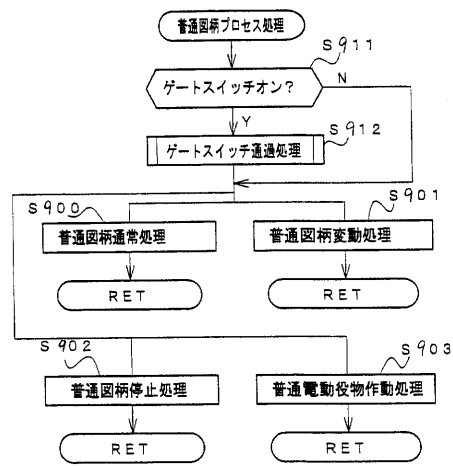 普通図柄プロセス処理
S911
ゲートスイッチオン?
N
Y
S912
ゲートスイッチ通過処理
S900
S901
普通図柄通常処理
普通図柄変動処理
RET
RET
S902
S903
普通図柄停止処理
普通電動役物作動処理
RET
RET